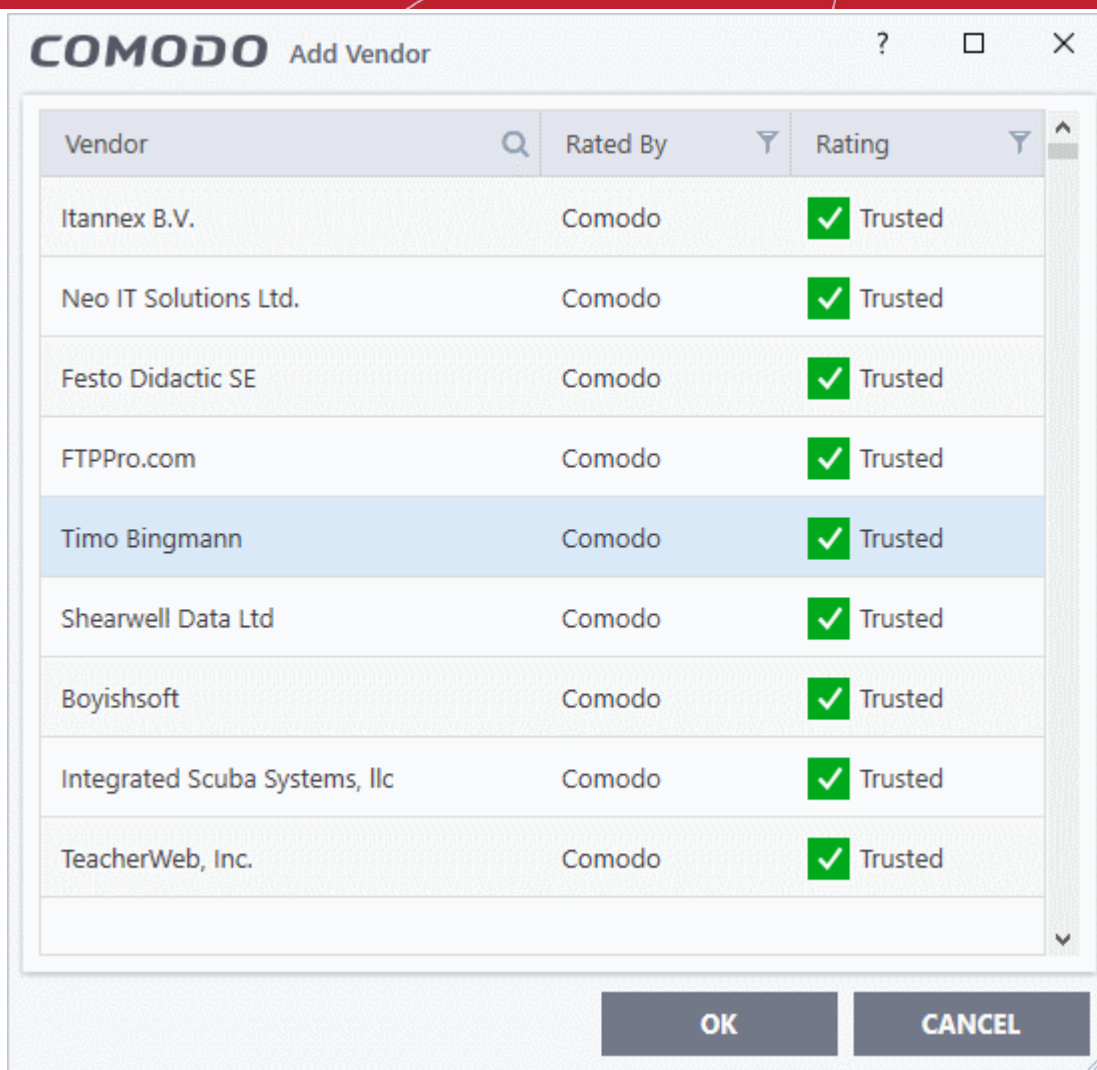 COMODO Add Vendor ?
Vendor Rated By Rating
Itannex B.V. Comodo Trusted
Neo IT Solutions Ltd. Comodo Trusted
Festo Didactic SE Comodo Trusted
FTPPro.com Comodo Trusted
Timo Bingmann Comodo Trusted
Shearwell Data Ltd Comodo Trusted
Boyishsoft Comodo Trusted
Integrated Scuba Systems, llc Comodo Trusted
TeacherWeb, Inc. Comodo Trusted
OK CANCEL